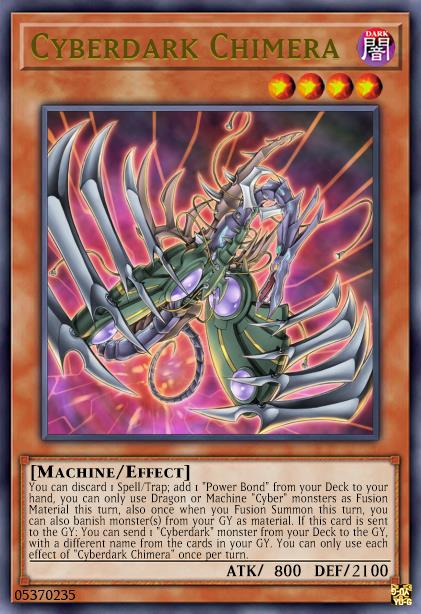 CYBERDARK CHIMERA
DARK
闇
[MACHINE/EFFECT]
You can discard 1 Spell/Trap; add 1 "Power Bond" from your Deck to your
hand, you can only use Dragon or Machine "Cyber" monsters as Fusion
Material this turn, also once when you Fusion Summon this turn, you
can also banish monster(s) from your GY as material. If this card is sent
to the GY: You can send 1 "Cyberdark" monster from your Deck to the GY,
with a different name from the cards in your GY. You can only use each
effect of "Cyberdark Chimera" once per turn.
ATK/ 800 DEF/2100
05370235